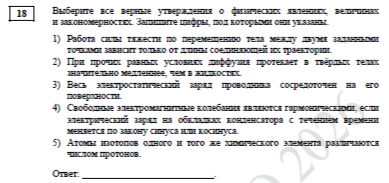 18
Выберите все верные утверждения о физических явлениях, величинах
и закономерностях. Запишите цифры, под которыми они указаны.
1) Работа силы тяжести по перемещению тела между двумя заданными
точками зависит только от длины соединяющей их траектории.
2) При прочих равных условиях диффузия протекает в твёрдых телах
значительно медленнее, чем в жидкостях.
3) Весь электростатический заряд проводника сосредоточен на его
поверхности.
4) Свободные электромагнитные колебания являются гармоническими, если
электрический заряд на обкладках конденсатора с течением времени
меняется по закону синуса или косинуса.
5) Атомы изотопов одного и того же химического элемента различаются
числом протонов.
Ответ:
2026